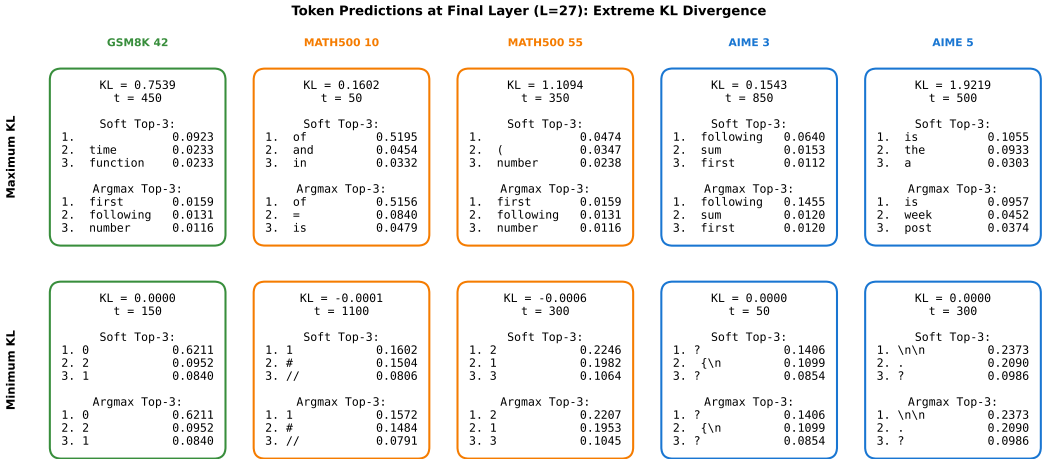 Token Predictions at Final Layer (L=27): Extreme KL Divergence
GSM8K 42
MATH500 10
MATH500 55
AIME 3
AIME 5
Maximum KL
KL = 0.7539
t = 450
Soft Top-3:
1. 0.0923
2. time 0.0233
3. function 0.0233
Argmax Top-3:
1. first 0.0159
2. following 0.0131
3. number 0.0116
KL = 0.1602
t = 50
Soft Top-3:
1. of 0.5195
2. and 0.0454
3. in 0.0332
Argmax Top-3:
1. of 0.5156
2. = 0.0840
3. is 0.0479
KL = 1.1094
t = 350
Soft Top-3:
1. 0.0474
2. ( 0.0347
3. number 0.0238
Argmax Top-3:
1. first 0.0159
2. following 0.0131
3. number 0.0116
KL = 0.1543
t = 850
Soft Top-3:
1. following 0.0640
2. sum 0.0153
3. first 0.0112
Argmax Top-3:
1. following 0.1455
2. sum 0.0120
3. first 0.0120
KL = 1.9219
t = 500
Soft Top-3:
1. is 0.1055
2. the 0.0933
3. a 0.0303
Argmax Top-3:
1. is 0.0957
2. week 0.0452
3. post 0.0374
Minimum KL
KL = 0.0000
t = 150
Soft Top-3:
1. 0 0.6211
2. 2 0.0952
3. 1 0.0840
Argmax Top-3:
1. 0 0.6211
2. 2 0.0952
3. 1 0.0840
KL = -0.0001
t = 1100
Soft Top-3:
1. 1 0.1602
2. # 0.1504
3. // 0.0806
Argmax Top-3:
1. 1 0.1572
2. # 0.1484
3. // 0.0791
KL = -0.0006
t = 300
Soft Top-3:
1. 2 0.2246
2. 1 0.1982
3. 3 0.1064
Argmax Top-3:
1. 2 0.2207
2. 1 0.1953
3. 3 0.1045
KL = 0.0000
t = 50
Soft Top-3:
1. ? 0.1406
2. {\n 0.1099
3. ? 0.0854
Argmax Top-3:
1. ? 0.1406
2. {\n 0.1099
3. ? 0.0854
KL = 0.0000
t = 300
Soft Top-3:
1. \n\n 0.2373
2. . 0.2090
3. ? 0.0986
Argmax Top-3:
1. \n\n 0.2373
2. . 0.2090
3. ? 0.0986